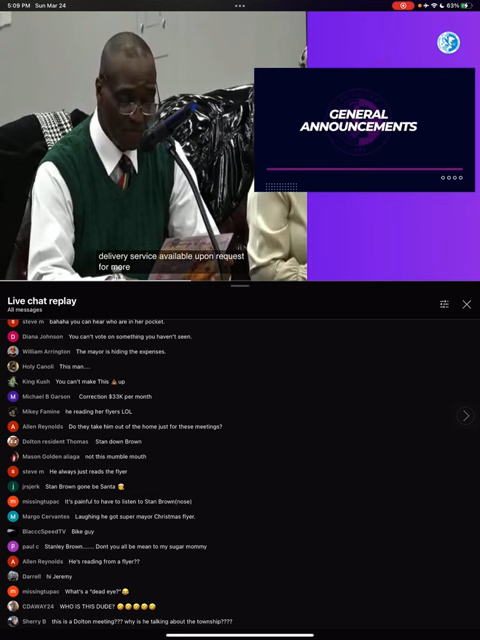 5:09 PM Sun Mar 24
63%
GENERAL
ANNOUNCEMENTS
delivery service available upon request
for more
Live chat replay
All messages
steve m bahaha you can hear who are in her pocket.
Diana Johnson You can't vote on something you haven't seen.
William Arrington The mayor is hiding the expenses.
Holy Canoli This man....
King Kush You can't make This 💩 up
Michael B Garson Correction $33K per month
Mikey Famine he reading her flyers LOL
Allen Reynolds Do they take him out of the home just for these meetings?
Dolton resident Thomas Stan down Brown
Mason Golden aliaga not this mumble mouth
steve m He always just reads the flyer
jrsjerk Stan Brown gone be Santa 🎅
missingtupac It's painful to have to listen to Stan Brown(nose)
Margo Cervantes Laughing he got super mayor Christmas flyer.
BlacccSpeedTV Bike guy
paul c Stanley Brown....... Dont you all be mean to my sugar mommy
Allen Reynolds He's reading from a flyer??
Darrell hi Jeremy
missingtupac What's a "dead eye?"😂
CDAWAY24 WHO IS THIS DUDE? 🤣🤣🤣🤣🤣
Sherry B this is a Dolton meeting??? why is he talking about the township????